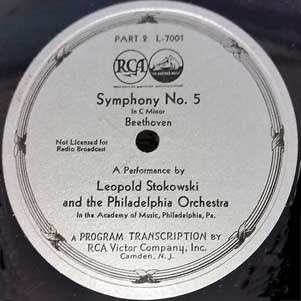 PART 2 L-7001
RCA
Symphony No. 5
in C Minor
Beethoven
Not Licensed for
Radio Broadcast
A Performance by
Leopold Stokowski
and the Philadelphia Orchestra
In the Academy of Music, Philadelphia, Pa.
A PROGRAM TRANSCRIPTION BY
RCA Victor Company, Inc.
Camden, N.J.